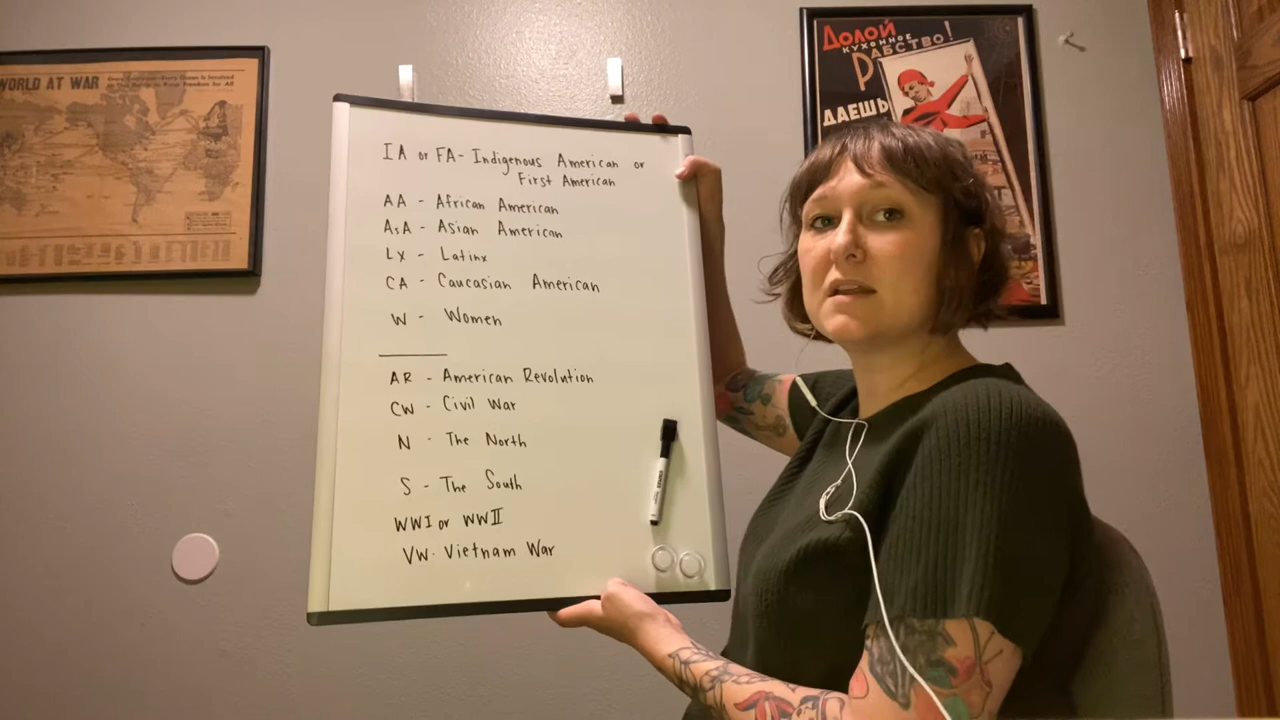 WORLD AT WAR
IA or FA- Indigenous American or
First American
AA - African American
AsA - Asian American
LX - Latinx
CA - Caucasian American
W - Women
AR - American Revolution
CW - Civil War
N - The North
S - The South
WWI or WWII
VW- Vietnam War
Долой
кухонное
рабство!
ДАЕШЬ